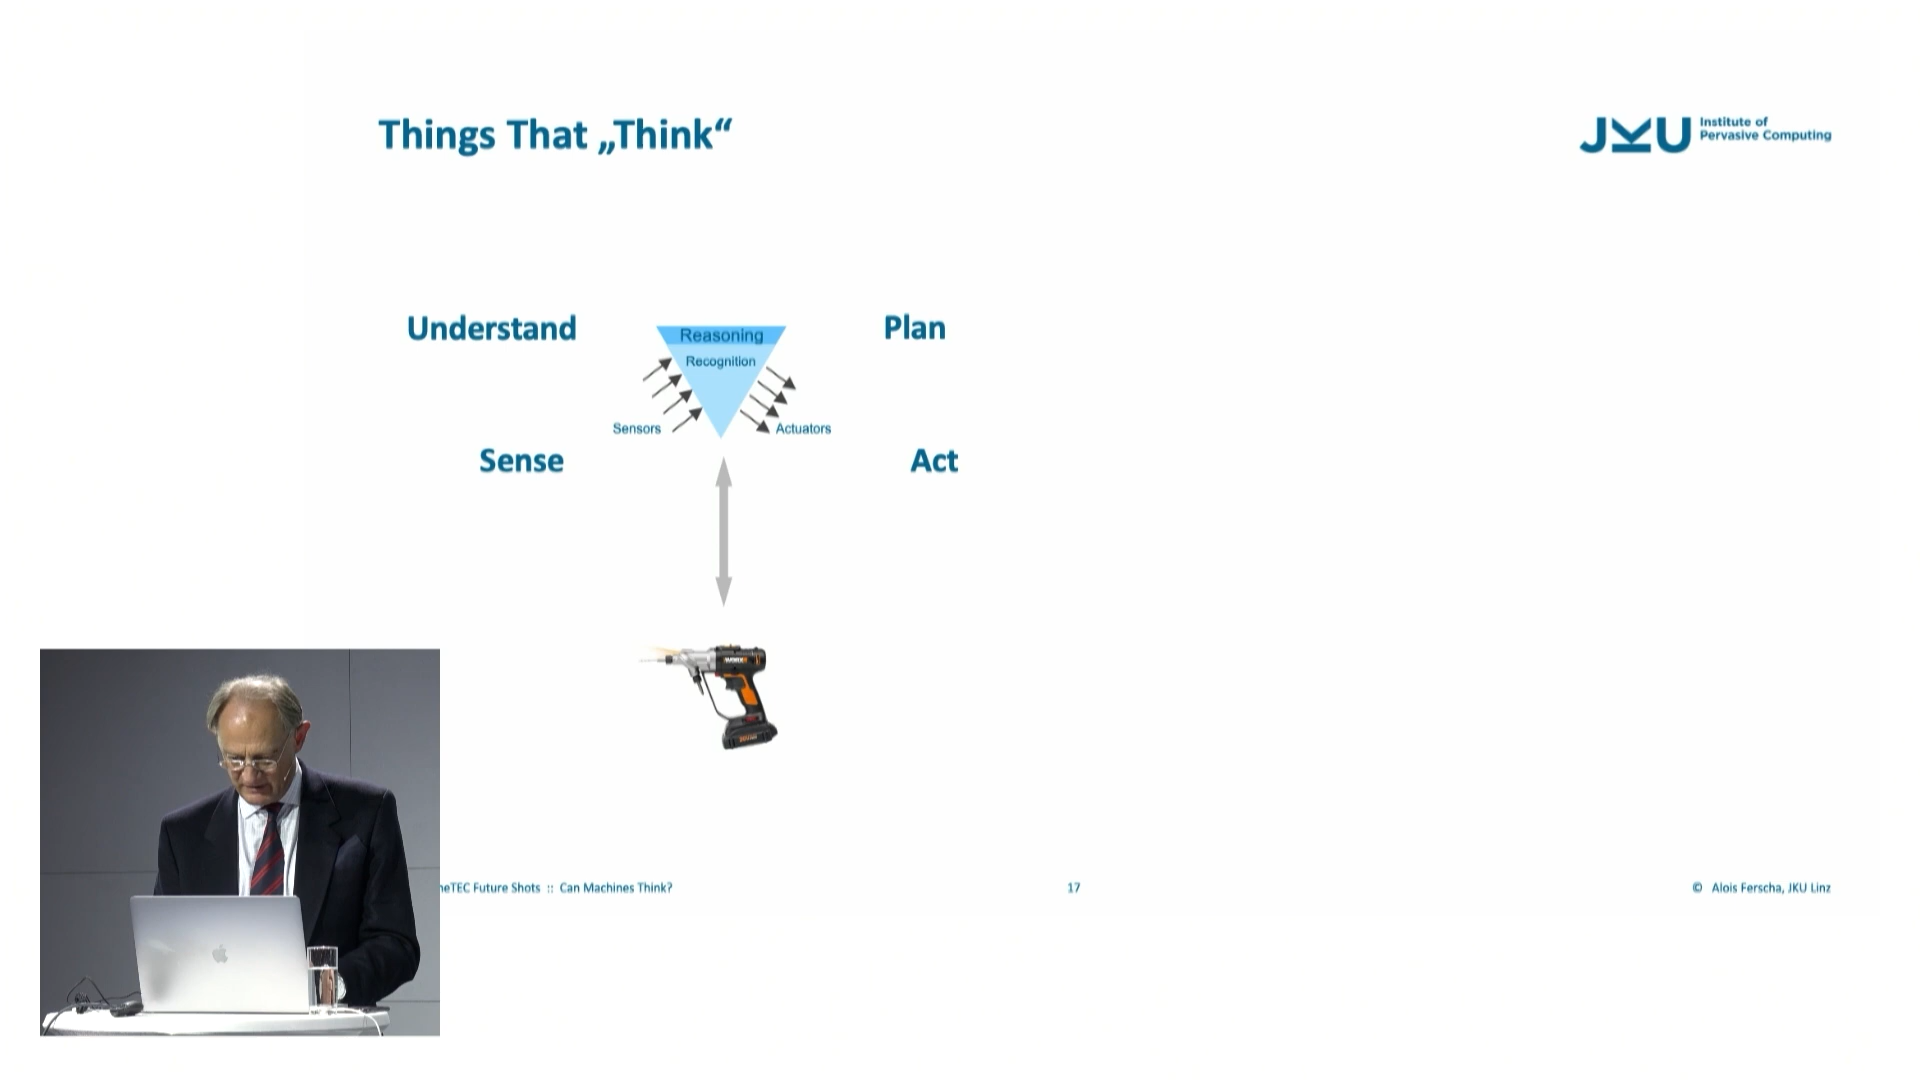 Things That „Think“
JKU Institute of
Pervasive Computing
Understand
Plan
Reasoning
Recognition
Sensors
Actuators
Sense
Act
WORX
neTEC Future Shots :: Can Machines Think?
17
© Alois Ferscha, JKU Linz